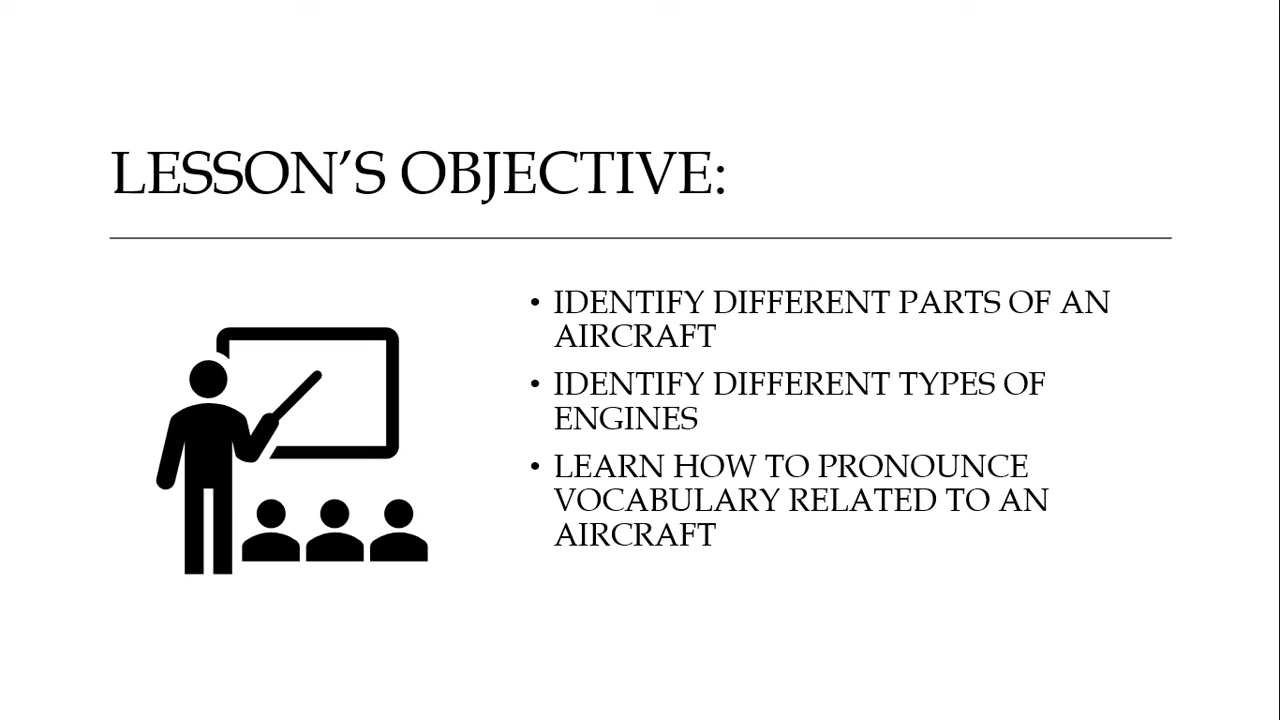 LESSON’S OBJECTIVE:
• IDENTIFY DIFFERENT PARTS OF AN
AIRCRAFT
• IDENTIFY DIFFERENT TYPES OF
ENGINES
• LEARN HOW TO PRONOUNCE
VOCABULARY RELATED TO AN
AIRCRAFT